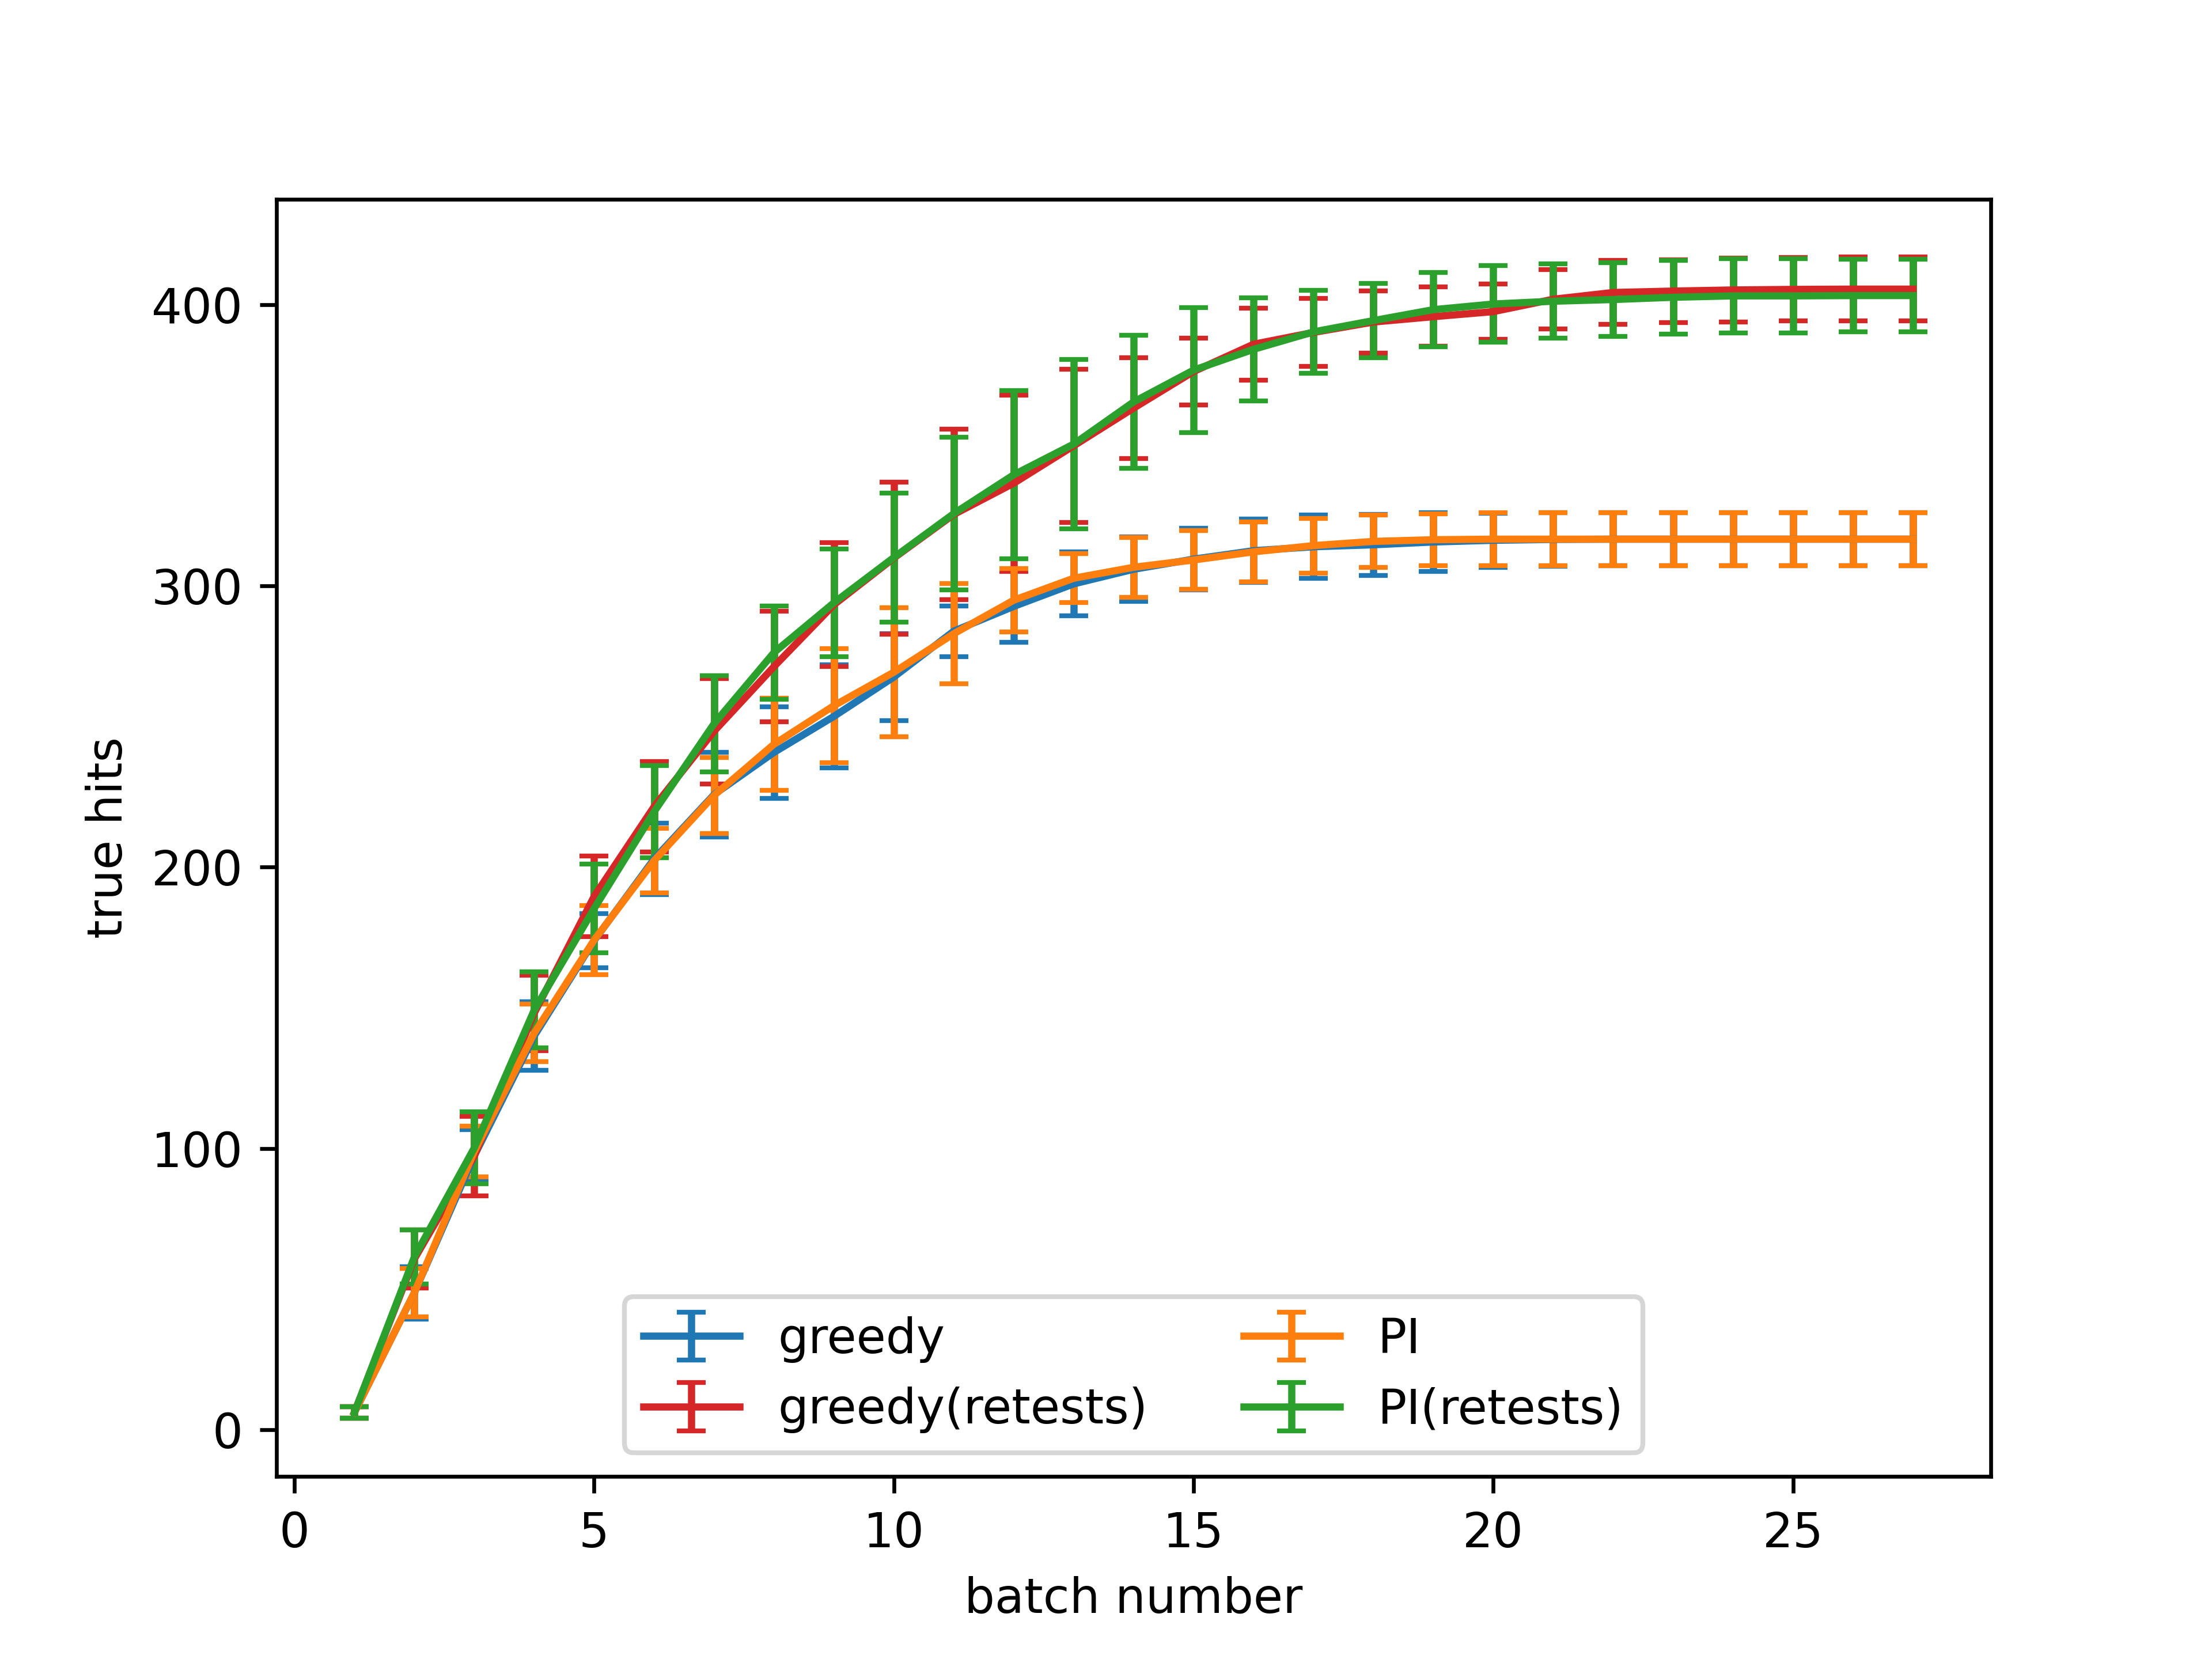 400
300
200
100
0
true hits
greedy
PI
greedy(retests)
PI(retests)
0 5 10 15 20 25
batch number